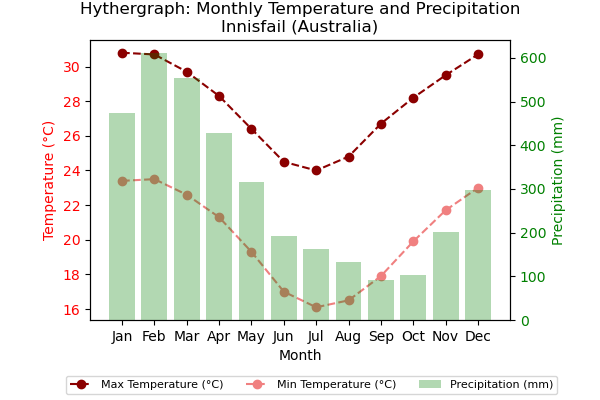 Hythergraph: Monthly Temperature and Precipitation
Innisfail (Australia)
Temperature (°C)
30
28
26
24
22
20
18
16
600
500
400
300
200
100
0
Precipitation (mm)
Jan Feb Mar Apr May Jun Jul Aug Sep Oct Nov Dec
Month
Max Temperature (°C) Min Temperature (°C) Precipitation (mm)